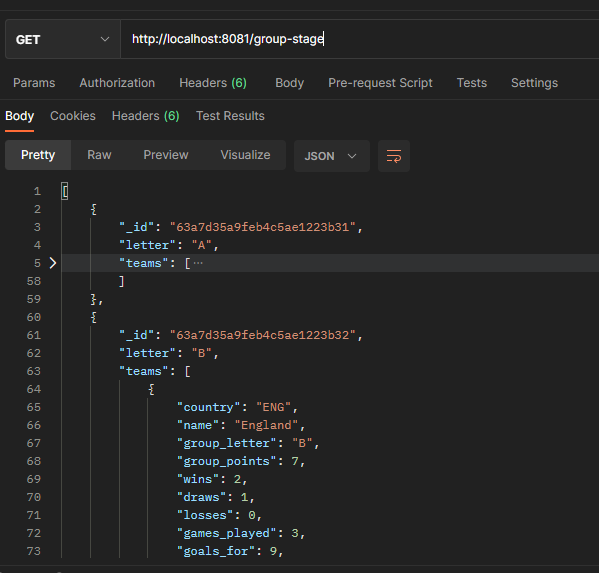 GET http://localhost:8081/group-stage
Params Authorization Headers (6) Body Pre-request Script Tests Settings
Body Cookies Headers (6) Test Results
Pretty Raw Preview Visualize JSON
1 [
2 {
3 "_id": "63a7d35a9feb4c5ae1223b31",
4 "letter": "A",
5 "teams": [ ⋯
58 ]
59 },
60 {
61 "_id": "63a7d35a9feb4c5ae1223b32",
62 "letter": "B",
63 "teams": [
64 {
65 "country": "ENG",
66 "name": "England",
67 "group_letter": "B",
68 "group_points": 7,
69 "wins": 2,
70 "draws": 1,
71 "losses": 0,
72 "games_played": 3,
73 "goals_for": 9,